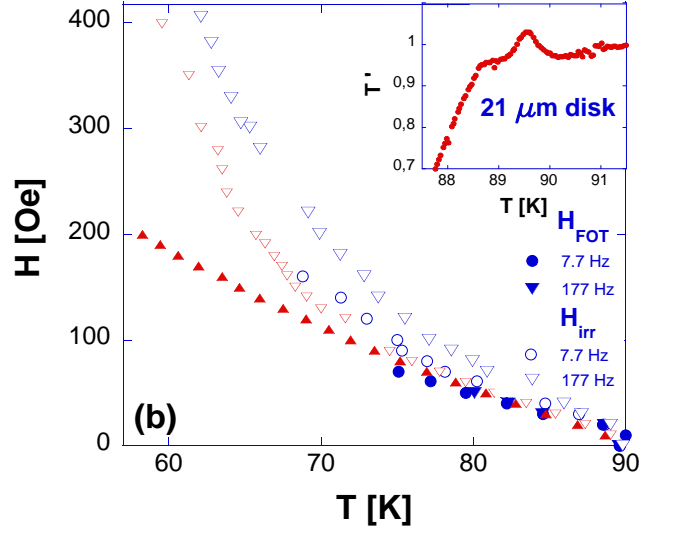 400
300
200
100
0
H [Oe]
60
70
80
90
T [K]
(b)
1
0,9
0,8
0,7
T'
21 μm disk
88
89
90
91
T [K]
H_FOT
7.7 Hz
177 Hz
H_irr
7.7 Hz
177 Hz